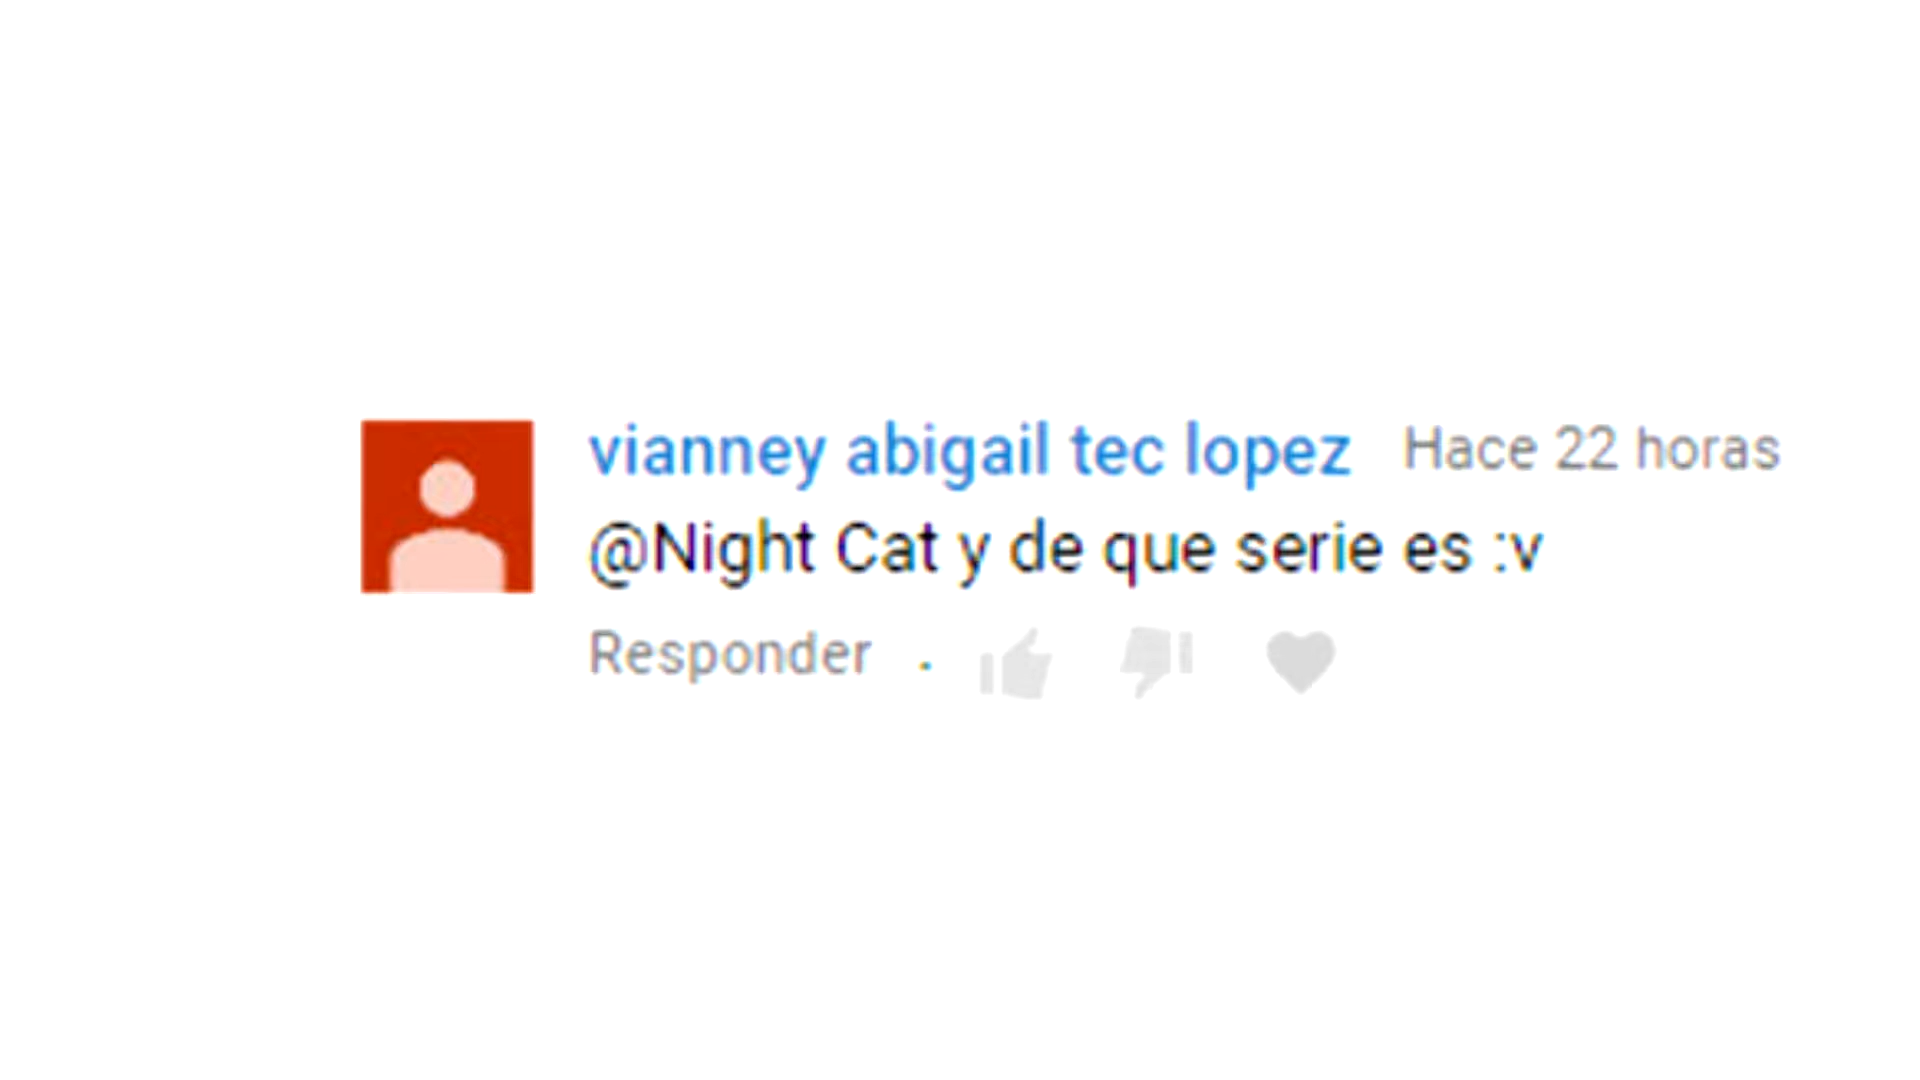 vianney abigail tec lopez Hace 22 horas
@Night Cat y de que serie es :v
Responder .